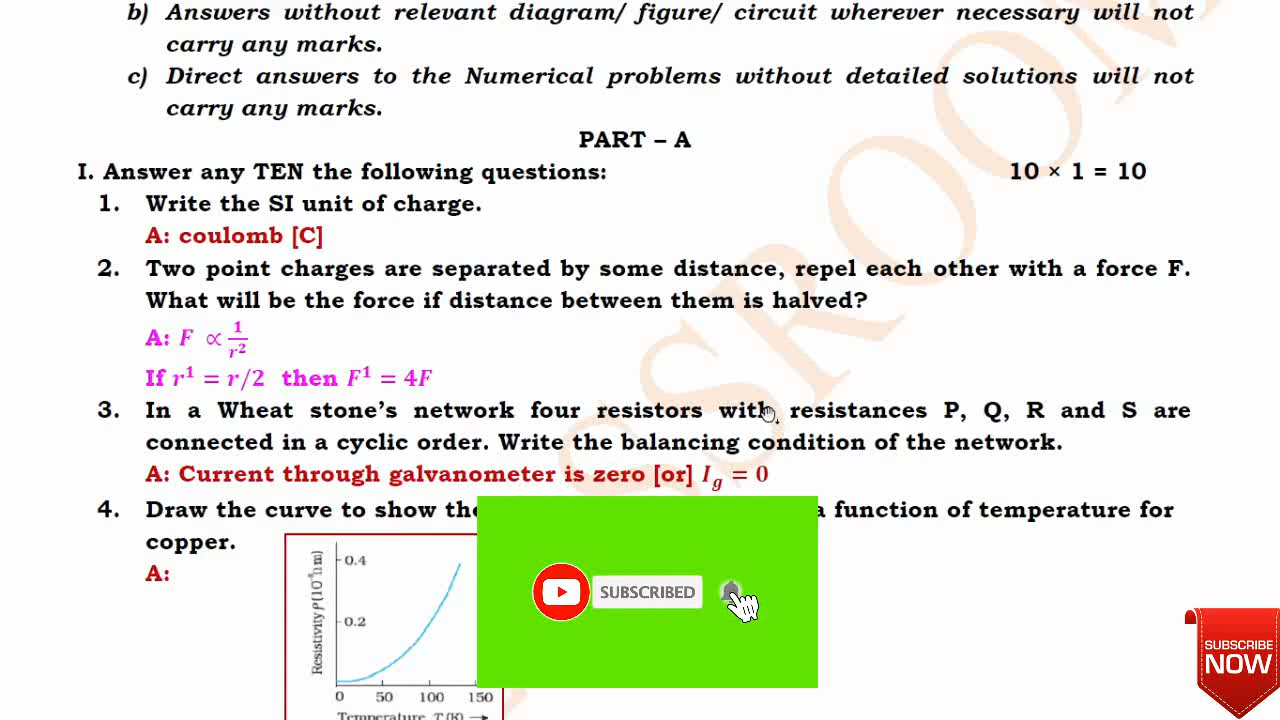 b) Answers without relevant diagram/ figure/ circuit wherever necessary will not
carry any marks.
c) Direct answers to the Numerical problems without detailed solutions will not
carry any marks.
PART – A
I. Answer any TEN the following questions: 10 × 1 = 10
1. Write the SI unit of charge.
A: coulomb [C]
2. Two point charges are separated by some distance, repel each other with a force F.
What will be the force if distance between them is halved?
A: F ∝ 1/r²
If r¹ = r/2 then F¹ = 4F
3. In a Wheat stone's network four resistors with resistances P, Q, R and S are
connected in a cyclic order. Write the balancing condition of the network.
A: Current through galvanometer is zero [or] I_g = 0
4. Draw the curve to show the a function of temperature for
copper.
A:
Resistivity ρ (10⁻⁸Ω m)
0.4
0.2
0 50 100 150
Temperature T (K) →
SUBSCRIBED
SUBSCRIBE
NOW
SSROOM